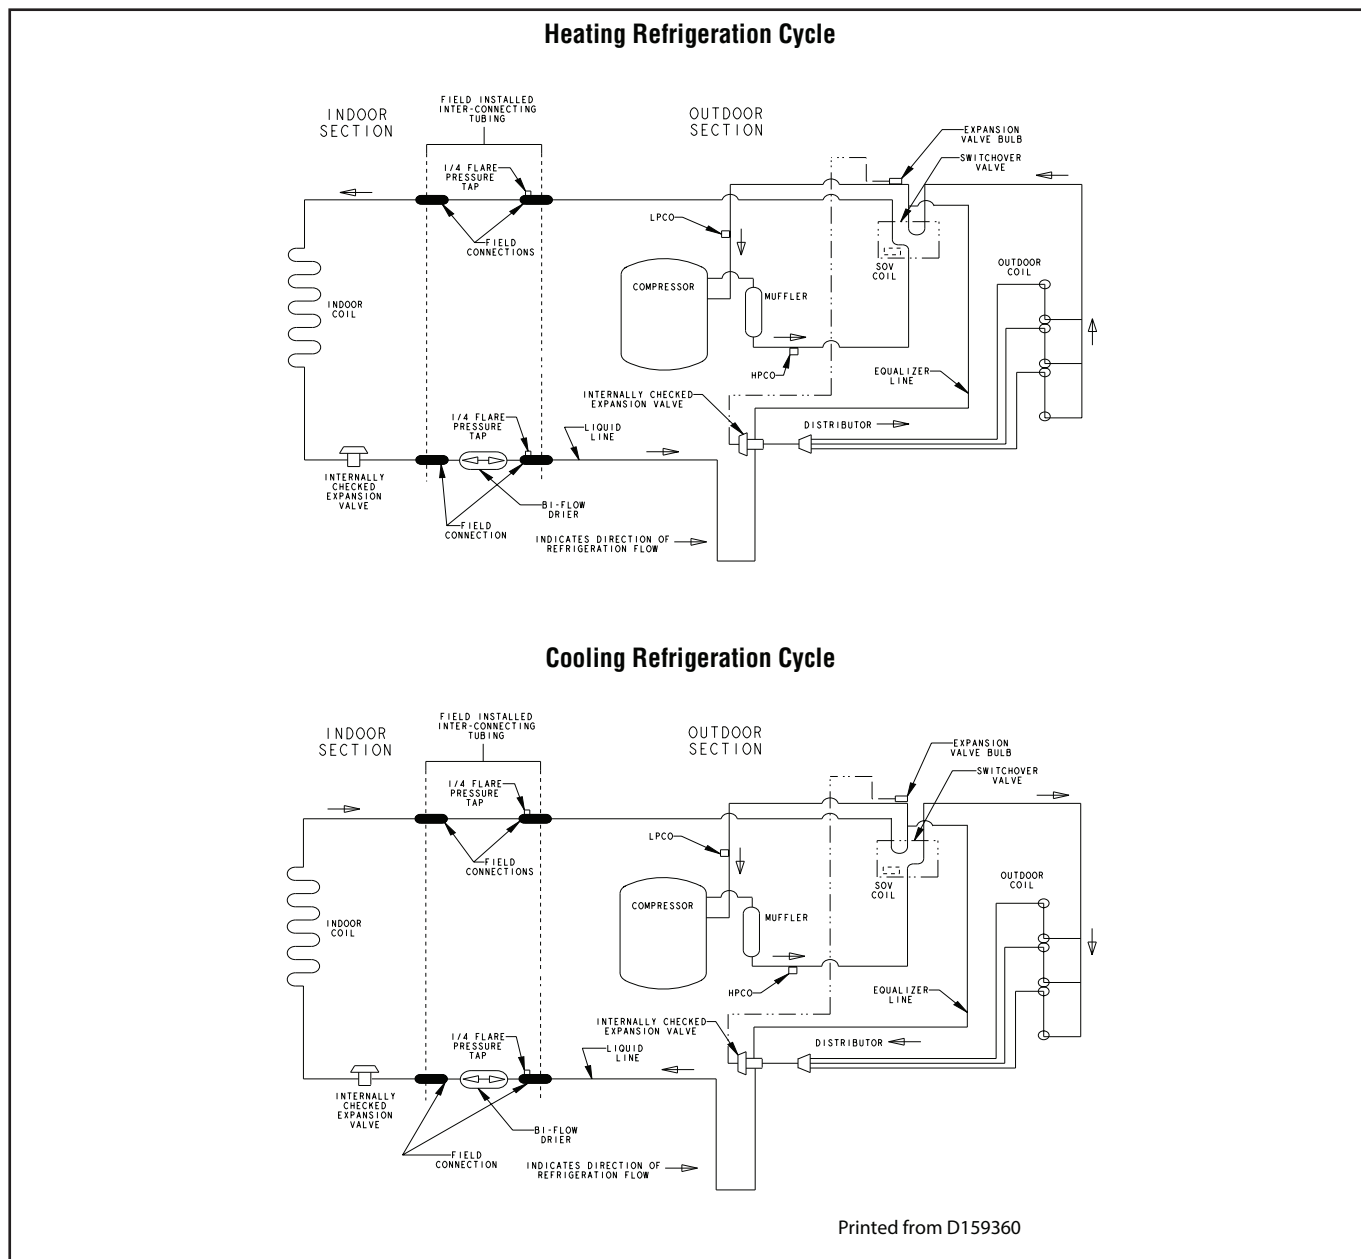 Heating Refrigeration Cycle
INDOOR
SECTION
FIELD INSTALLED
INTER-CONNECTING
TUBING
OUTDOOR
SECTION
EXPANSION
VALVE BULB
SWITCHOVER
VALVE
1/4 FLARE
PRESSURE
TAP
LPCO
FIELD
CONNECTIONS
SOV
COIL
OUTDOOR
COIL
COMPRESSOR
MUFFLER
INDOOR
COIL
HPCO
EQUALIZER
LINE
INTERNALLY CHECKED
EXPANSION VALVE
1/4 FLARE
PRESSURE
TAP
LIQUID
LINE
DISTRIBUTOR
INTERNALLY
CHECKED
EXPANSION
VALVE
BI-FLOW
DRIER
FIELD
CONNECTION
INDICATES DIRECTION OF
REFRIGERATION FLOW
Cooling Refrigeration Cycle
INDOOR
SECTION
FIELD INSTALLED
INTER-CONNECTING
TUBING
OUTDOOR
SECTION
EXPANSION
VALVE BULB
SWITCHOVER
VALVE
1/4 FLARE
PRESSURE
TAP
LPCO
FIELD
CONNECTIONS
SOV
COIL
OUTDOOR
COIL
COMPRESSOR
MUFFLER
INDOOR
COIL
HPCO
EQUALIZER
LINE
INTERNALLY CHECKED
EXPANSION VALVE
1/4 FLARE
PRESSURE
TAP
LIQUID
LINE
DISTRIBUTOR
INTERNALLY
CHECKED
EXPANSION
VALVE
BI-FLOW
DRIER
FIELD
CONNECTION
INDICATES DIRECTION OF
REFRIGERATION FLOW
Printed from D159360